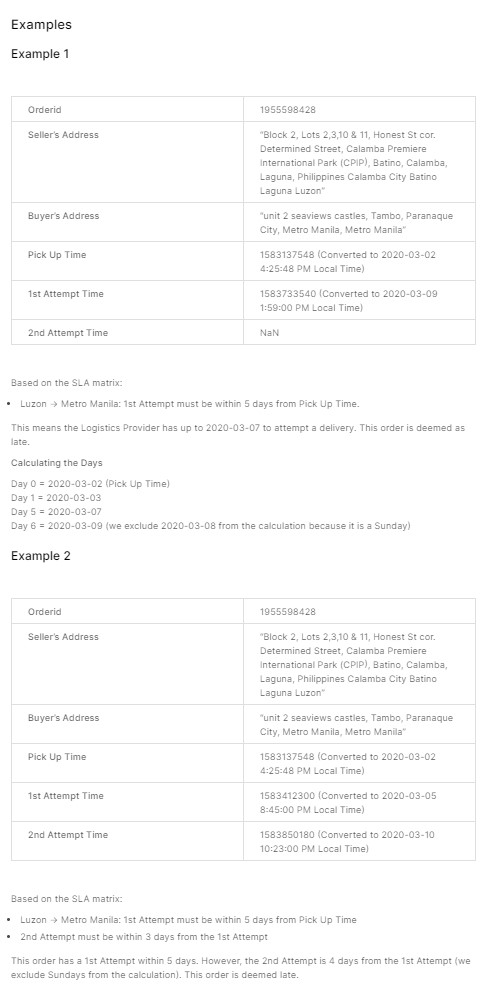 Examples
Example 1
Orderid
1955598428
Seller's Address
"Block 2, Lots 2,3,10 & 11, Honest St cor.
Determined Street, Calamba Premiere
International Park (CPIP), Batino, Calamba,
Laguna, Philippines Calamba City Batino
Laguna Luzon"
Buyer's Address
"unit 2 seaviews castles, Tambo, Paranaque
City, Metro Manila, Metro Manila"
Pick Up Time
1583137548 (Converted to 2020-03-02
4:25:48 PM Local Time)
1st Attempt Time
1583733540 (Converted to 2020-03-09
1:59:00 PM Local Time)
2nd Attempt Time
NaN
Based on the SLA matrix:
• Luzon → Metro Manila: 1st Attempt must be within 5 days from Pick Up Time.
This means the Logistics Provider has up to 2020-03-07 to attempt a delivery. This order is deemed as
late.
Calculating the Days
Day 0 = 2020-03-02 (Pick Up Time)
Day 1 = 2020-03-03
Day 5 = 2020-03-07
Day 6 = 2020-03-09 (we exclude 2020-03-08 from the calculation because it is a Sunday)
Example 2
Orderid
1955598428
Seller's Address
"Block 2, Lots 2,3,10 & 11, Honest St cor.
Determined Street, Calamba Premiere
International Park (CPIP), Batino, Calamba,
Laguna, Philippines Calamba City Batino
Laguna Luzon"
Buyer's Address
"unit 2 seaviews castles, Tambo, Paranaque
City, Metro Manila, Metro Manila"
Pick Up Time
1583137548 (Converted to 2020-03-02
4:25:48 PM Local Time)
1st Attempt Time
1583412300 (Converted to 2020-03-05
8:45:00 PM Local Time)
2nd Attempt Time
1583850180 (Converted to 2020-03-10
10:23:00 PM Local Time)
Based on the SLA matrix:
• Luzon → Metro Manila: 1st Attempt must be within 5 days from Pick Up Time
• 2nd Attempt must be within 3 days from the 1st Attempt
This order has a 1st Attempt within 5 days. However, the 2nd Attempt is 4 days from the 1st Attempt (we
exclude Sundays from the calculation). This order is deemed late.